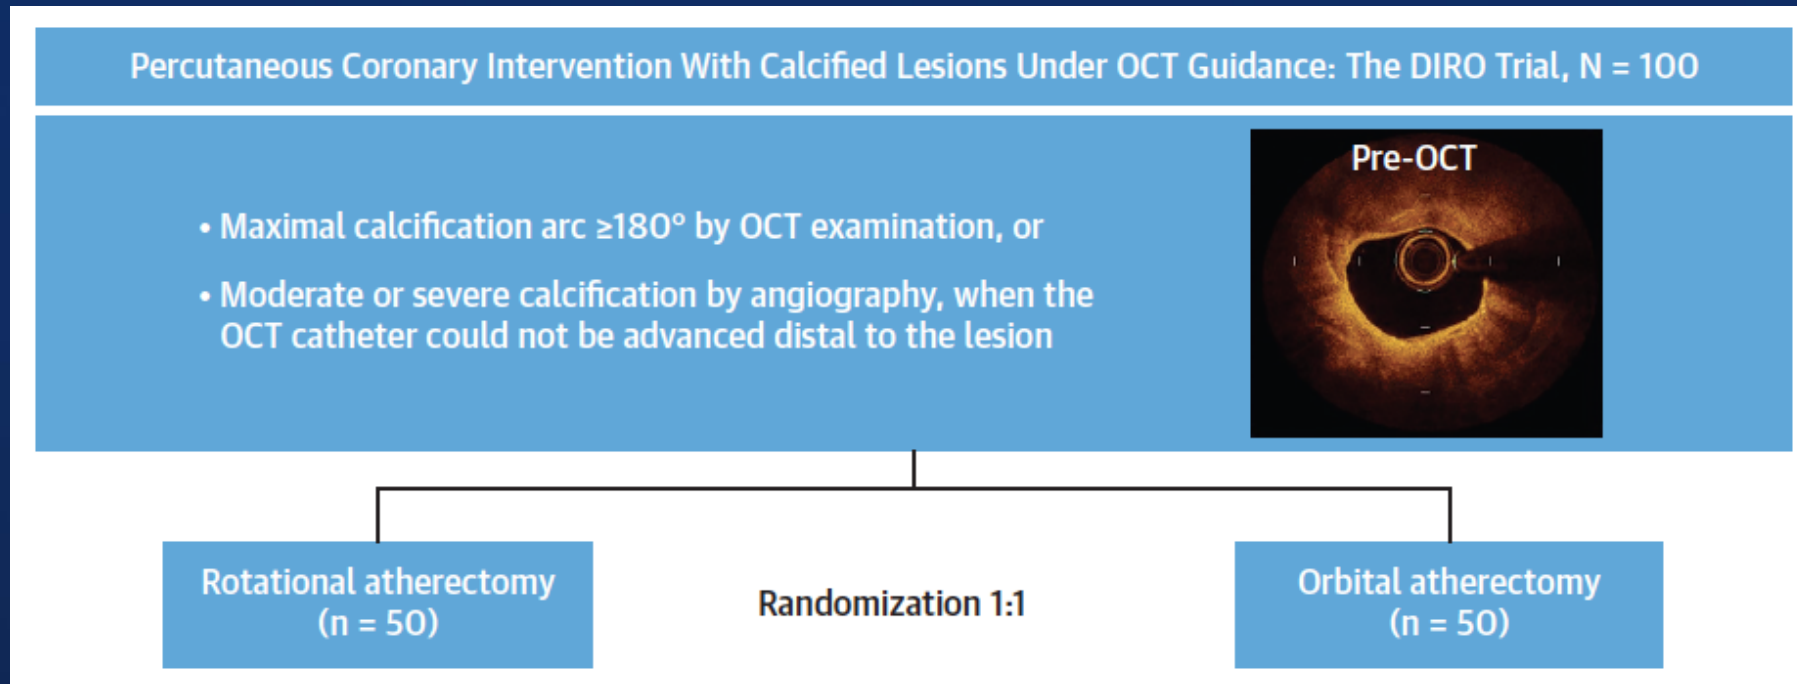 Percutaneous Coronary Intervention With Calcified Lesions Under OCT Guidance: The DIRO Trial, N = 100
Pre-OCT
• Maximal calcification arc ≥180° by OCT examination, or
• Moderate or severe calcification by angiography, when the
OCT catheter could not be advanced distal to the lesion
Rotational atherectomy
(n = 50)
Randomization 1:1
Orbital atherectomy
(n = 50)